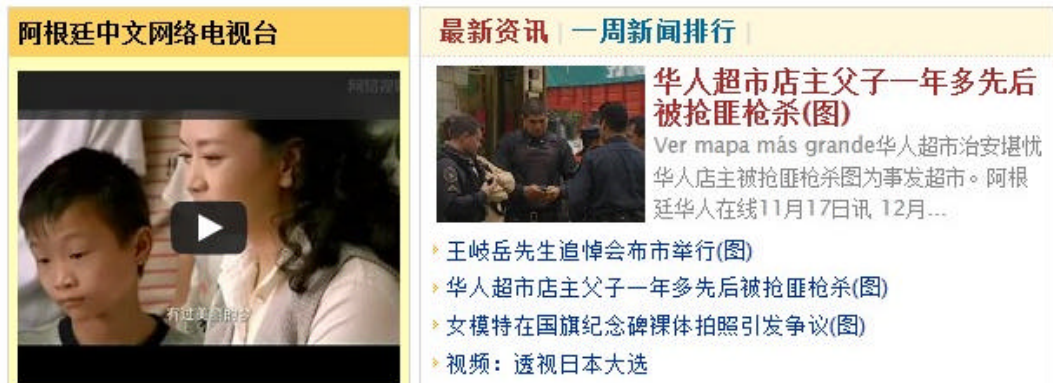 阿根廷中文网络电视台
最新资讯 | 一周新闻排行 |
华人超市店主父子一年多先后
被抢匪枪杀(图)
Ver mapa más grande华人超市治安堪忧
华人店主被抢匪枪杀图为事发超市。阿根
廷华人在线11月17日讯 12月...
王岐岳先生追悼会布市举行(图)
华人超市店主父子一年多先后被抢匪枪杀(图)
女模特在国旗纪念碑裸体拍照引发争议(图)
视频：透视日本大选